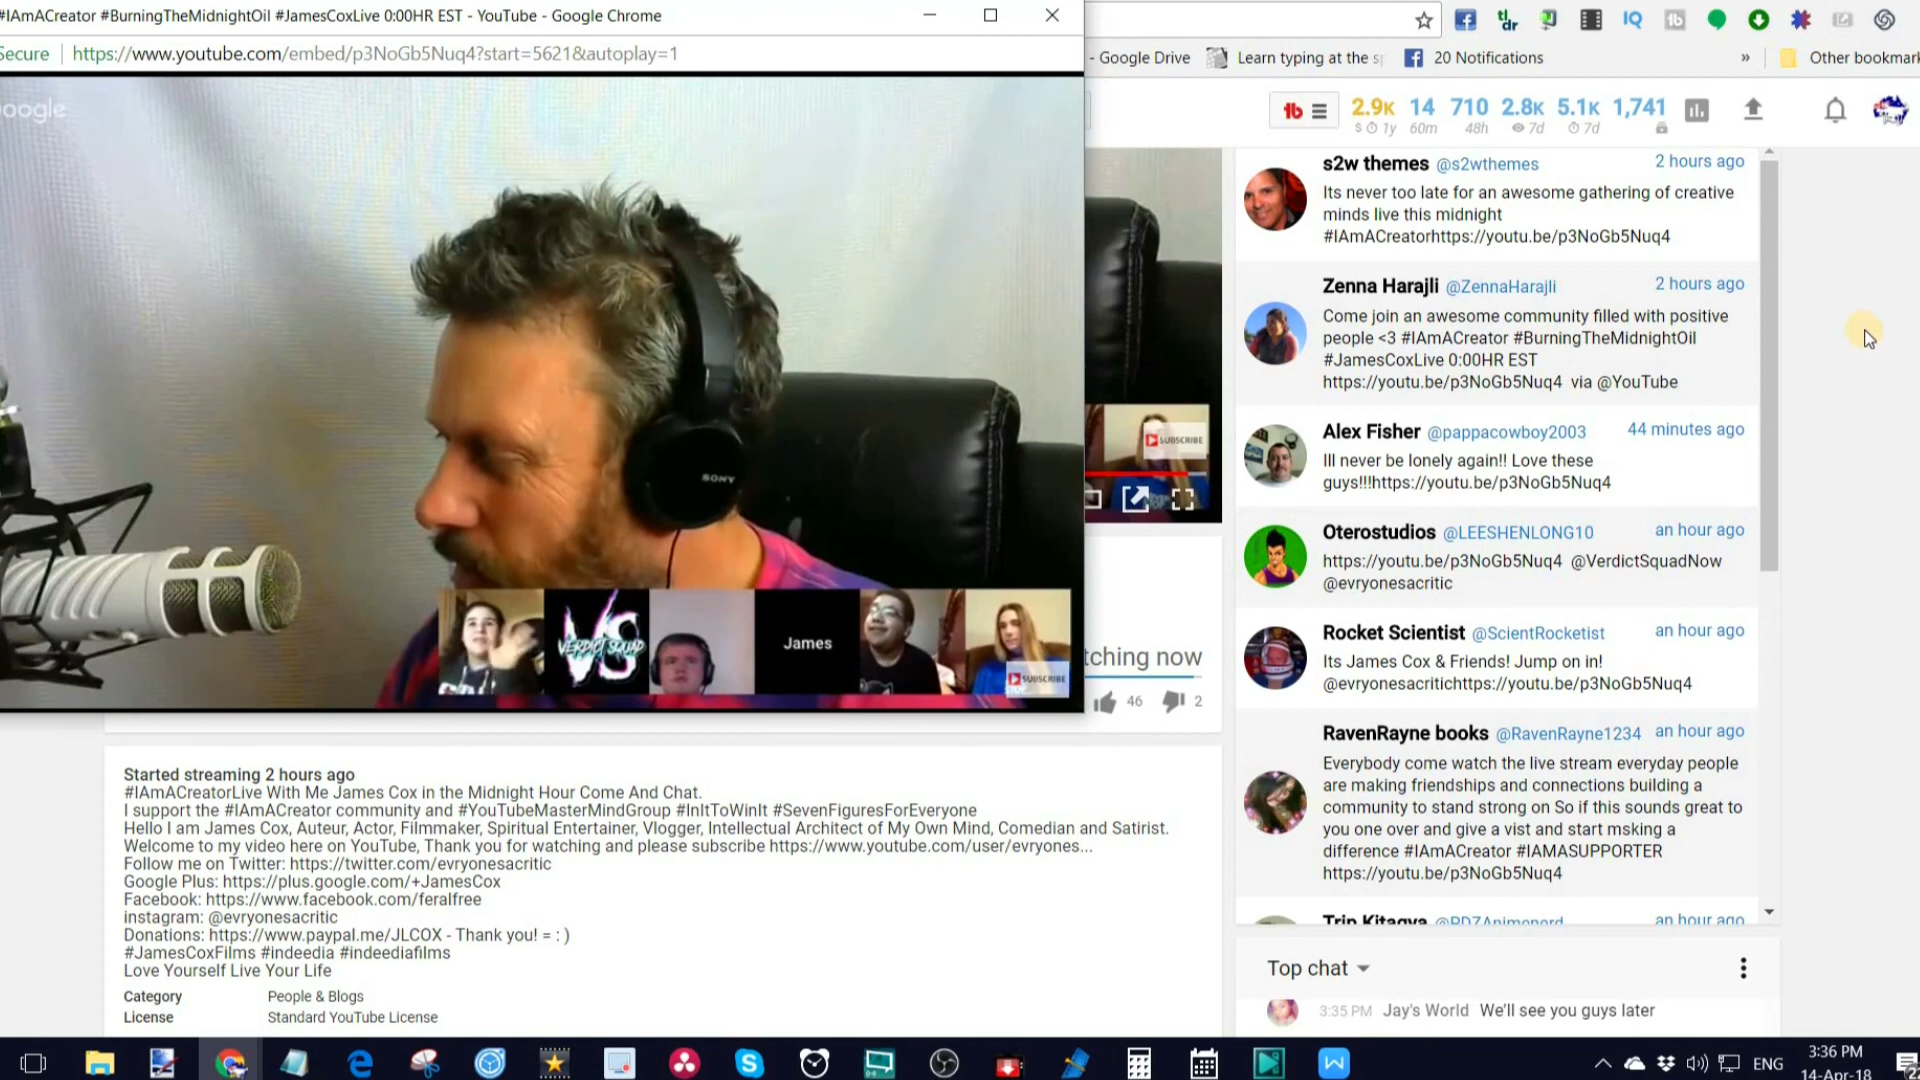 #IAmACreator #BurningTheMidnightOil #JamesCoxLive 0:00HR EST - YouTube - Google Chrome
Secure https://www.youtube.com/embed/p3NoGb5Nuq4?start=5621&autoplay=1
- Google Drive Learn typing at the sp 20 Notifications » Other bookmark
2.9K 14 710 2.8K 5.1K 1,741
$ 1y 60m 48h 7d 7d
SONY
VERDICT SQUAD
James
SUBSCRIBE
SUBSCRIBE
tching now
46 2
s2w themes @s2wthemes 2 hours ago
Its never too late for an awesome gathering of creative
minds live this midnight
#IAmACreatorhttps://youtu.be/p3NoGb5Nuq4
Zenna Harajli @ZennaHarajli 2 hours ago
Come join an awesome community filled with positive
people <3 #IAmACreator #BurningTheMidnightOil
#JamesCoxLive 0:00HR EST
https://youtu.be/p3NoGb5Nuq4 via @YouTube
Alex Fisher @pappacowboy2003 44 minutes ago
Ill never be lonely again!! Love these
guys!!!https://youtu.be/p3NoGb5Nuq4
Oterostudios @LEESHENLONG10 an hour ago
https://youtu.be/p3NoGb5Nuq4 @VerdictSquadNow
@evryonesacritic
Rocket Scientist @ScientRocketist an hour ago
Its James Cox & Friends! Jump on in!
@evryonesacritichttps://youtu.be/p3NoGb5Nuq4
RavenRayne books @RavenRayne1234 an hour ago
Everybody come watch the live stream everyday people
are making friendships and connections building a
community to stand strong on So if this sounds great to
you one over and give a vist and start mskıng a
difference #IAmACreator #IAMASUPPORTER
https://youtu.be/p3NoGb5Nuq4
Trip Kitagva @PDZAnimenerd an hour ago
Top chat
3:35 PM Jay's World We'll see you guys later
Started streaming 2 hours ago
#IAmACreatorLive With Me James Cox in the Midnight Hour Come And Chat.
I support the #IAmACreator community and #YouTubeMasterMindGroup #InItToWinIt #SevenFiguresForEveryone
Hello I am James Cox, Auteur, Actor, Filmmaker, Spiritual Entertainer, Vlogger, Intellectual Architect of My Own Mind, Comedian and Satirist.
Welcome to my video here on YouTube, Thank you for watching and please subscribe https://www.youtube.com/user/evryones...
Follow me on Twitter: https://twitter.com/evryonesacritic
Google Plus: https://plus.google.com/+JamesCox
Facebook: https://www.facebook.com/feralfree
instagram: @evryonesacritic
Donations: https://www.paypal.me/JLCOX - Thank you! = : )
#JamesCoxFilms #indeedia #indeediafilms
Love Yourself Live Your Life
Category People & Blogs
License Standard YouTube License
ENG 3:36 PM
14-Apr-18